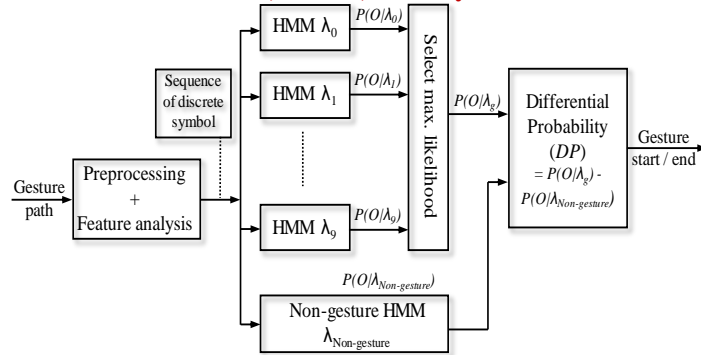 HMM λ0
P(O/λ0)
Sequence
of discrete
symbol
HMM λ1
P(O/λ1)
Select max. likelihood
P(O/λg)
Differential
Probability
(DP)
= P(O/λg) -
P(O/λNon-gesture)
Gesture
start / end
Gesture
path
Preprocessing
+
Feature analysis
HMM λ9
P(O/λ9)
P(O/λNon-gesture)
Non-gesture HMM
λNon-gesture